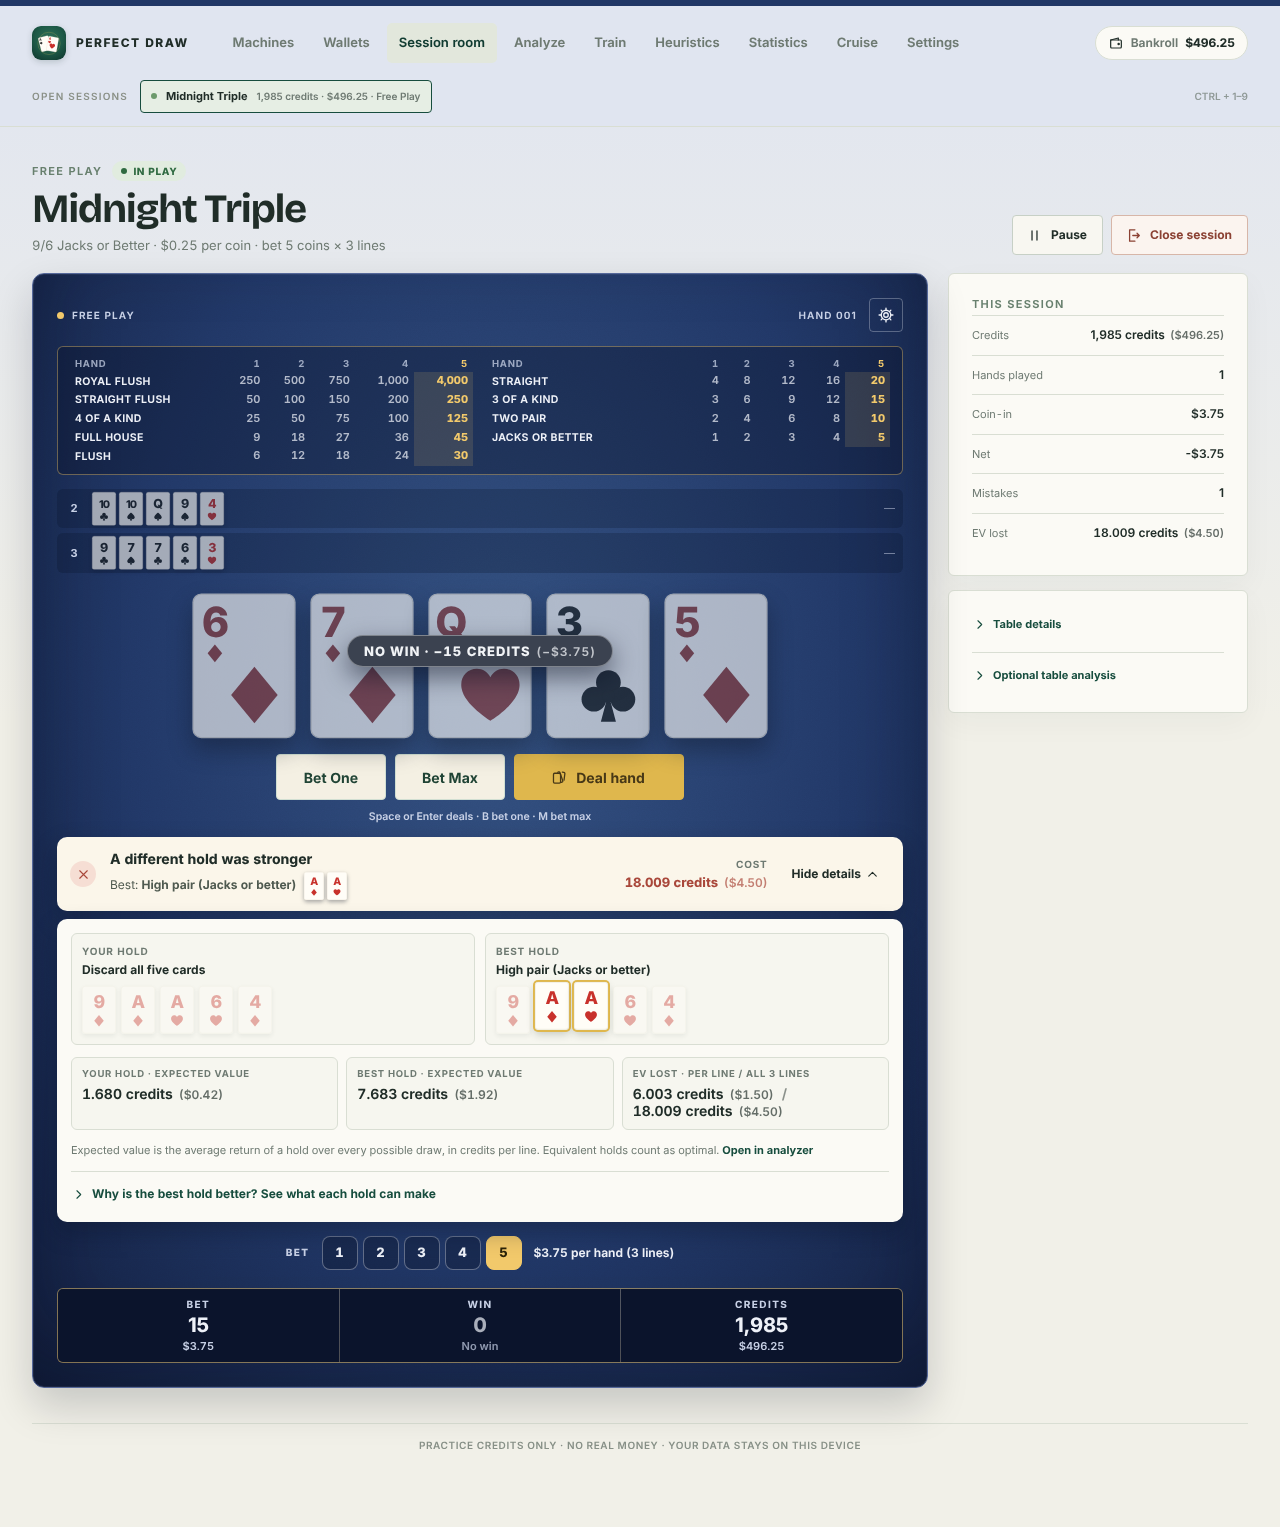 PERFECT DRAW Machines Wallets Session room Analyze Train Heuristics Statistics Cruise Settings Bankroll $496.25
OPEN SESSIONS Midnight Triple 1,985 credits · $496.25 · Free Play CTRL + 1–9
FREE PLAY IN PLAY
Midnight Triple
9/6 Jacks or Better · $0.25 per coin · bet 5 coins × 3 lines
Pause Close session
FREE PLAY HAND 001
HAND 1 2 3 4 5 HAND 1 2 3 4 5
ROYAL FLUSH 250 500 750 1,000 4,000 STRAIGHT 4 8 12 16 20
STRAIGHT FLUSH 50 100 150 200 250 3 OF A KIND 3 6 9 12 15
4 OF A KIND 25 50 75 100 125 TWO PAIR 2 4 6 8 10
FULL HOUSE 9 18 27 36 45 JACKS OR BETTER 1 2 3 4 5
FLUSH 6 12 18 24 30
2 10 10 Q 9 4 —
3 9 7 7 6 3 —
6 7 Q 3 5
NO WIN · −15 CREDITS (−$3.75)
Bet One Bet Max Deal hand
Space or Enter deals · B bet one · M bet max
A different hold was stronger
Best: High pair (Jacks or better) A A
COST
18.009 credits ($4.50)
Hide details
YOUR HOLD
Discard all five cards
9 A A 6 4
BEST HOLD
High pair (Jacks or better)
9 A A 6 4
YOUR HOLD · EXPECTED VALUE
1.680 credits ($0.42)
BEST HOLD · EXPECTED VALUE
7.683 credits ($1.92)
EV LOST · PER LINE / ALL 3 LINES
6.003 credits ($1.50) /
18.009 credits ($4.50)
Expected value is the average return of a hold over every possible draw, in credits per line. Equivalent holds count as optimal. Open in analyzer
Why is the best hold better? See what each hold can make
BET 1 2 3 4 5 $3.75 per hand (3 lines)
BET
15
$3.75
WIN
0
No win
CREDITS
1,985
$496.25
THIS SESSION
Credits 1,985 credits ($496.25)
Hands played 1
Coin-in $3.75
Net -$3.75
Mistakes 1
EV lost 18.009 credits ($4.50)
Table details
Optional table analysis
PRACTICE CREDITS ONLY · NO REAL MONEY · YOUR DATA STAYS ON THIS DEVICE